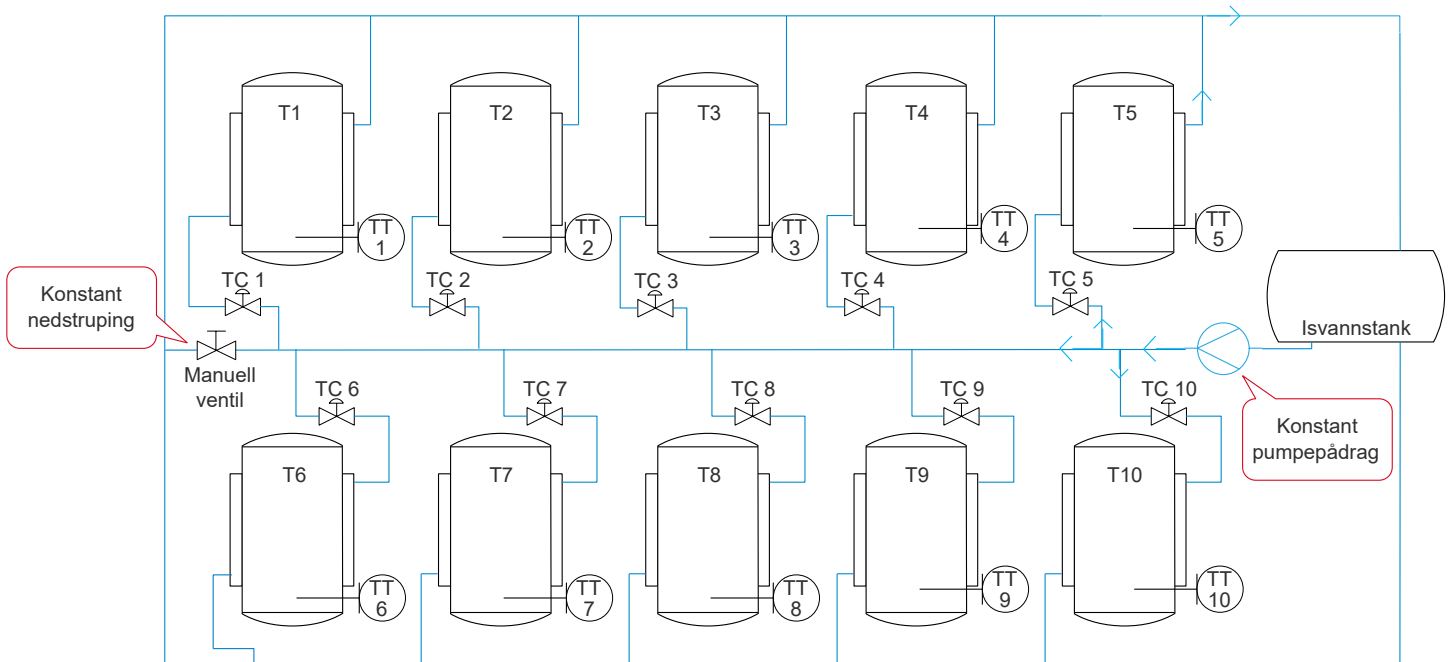 T1
T2
T3
T4
T5
TT
1
TT
2
TT
3
TT
4
TT
5
TC 1
TC 2
TC 3
TC 4
TC 5
Konstant
nedstruping
Isvannstank
Manuell
ventil
TC 6
TC 7
TC 8
TC 9
TC 10
Konstant
pumpepådrag
T6
T7
T8
T9
T10
TT
6
TT
7
TT
8
TT
9
TT
10